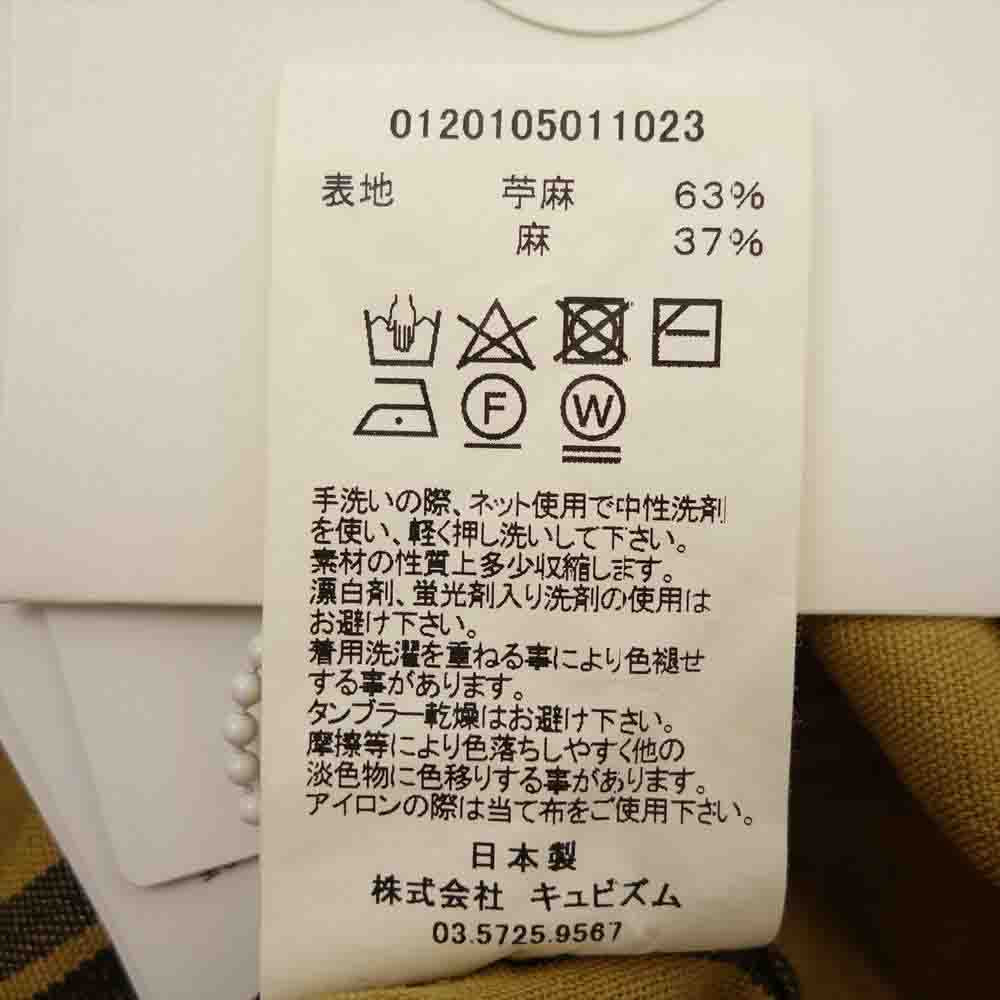 0120105011023
表地 苧麻 63%
麻 37%
F W
手洗いの際、ネット使用で中性洗剤
を使い、軽く押し洗いして下さい。
素材の性質上多少収縮します。
漂白剤、蛍光剤入り洗剤の使用は
お避け下さい。
着用洗濯を重ねる事により色褪せ
する事があります。
タンブラー乾燥はお避け下さい。
摩擦等により色落ちしやすく他の
淡色物に色移りする事があります。
アイロンの際は当て布をご使用下さい。
日本製
株式会社 キュビズム
03.5725.9567